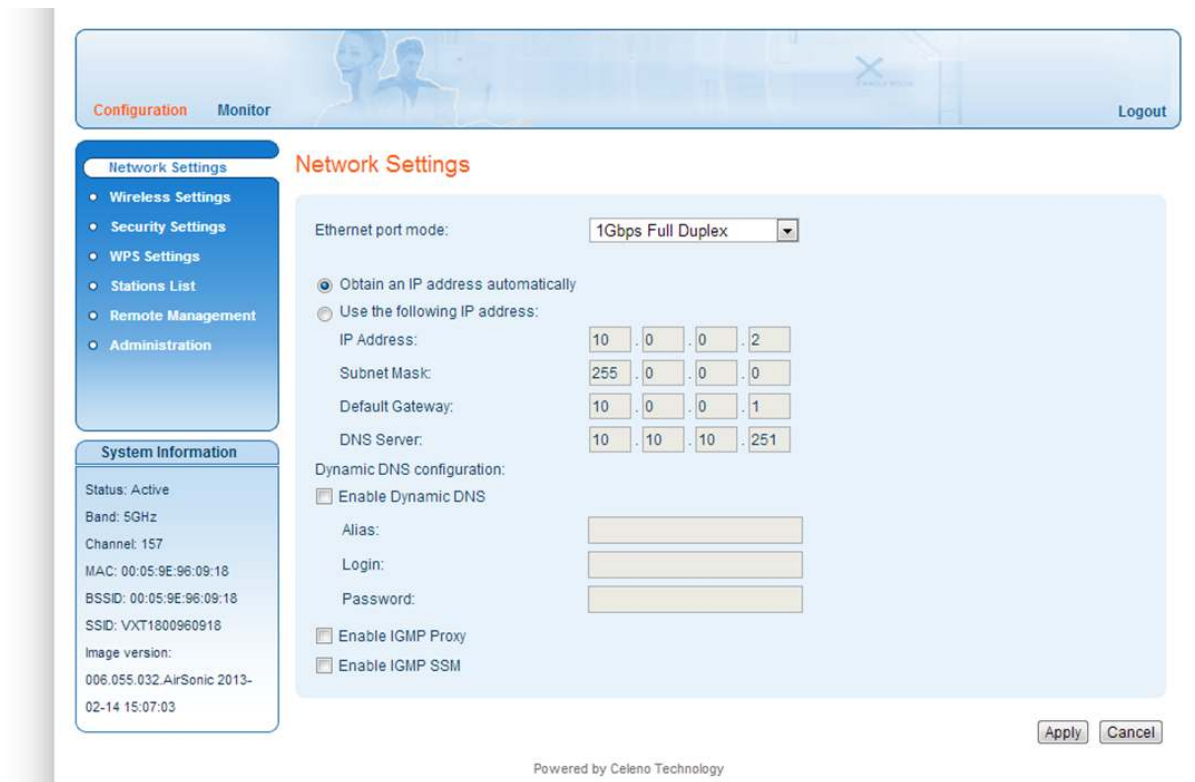 Configuration Monitor Logout
Network Settings
Wireless Settings
Security Settings
WPS Settings
Stations List
Remote Management
Administration
System Information
Status: Active
Band: 5GHz
Channel: 157
MAC: 00:05:9E:96:09:18
BSSID: 00:05:9E:96:09:18
SSID: VXT1800960918
Image version:
006.055.032.AirSonic 2013-
02-14 15:07:03
Network Settings
Ethernet port mode: 1Gbps Full Duplex
Obtain an IP address automatically
Use the following IP address:
IP Address: 10 . 0 . 0 . 2
Subnet Mask: 255 . 0 . 0 . 0
Default Gateway: 10 . 0 . 0 . 1
DNS Server: 10 . 10 . 10 . 251
Dynamic DNS configuration:
Enable Dynamic DNS
Alias:
Login:
Password:
Enable IGMP Proxy
Enable IGMP SSM
Apply Cancel
Powered by Celeno Technology